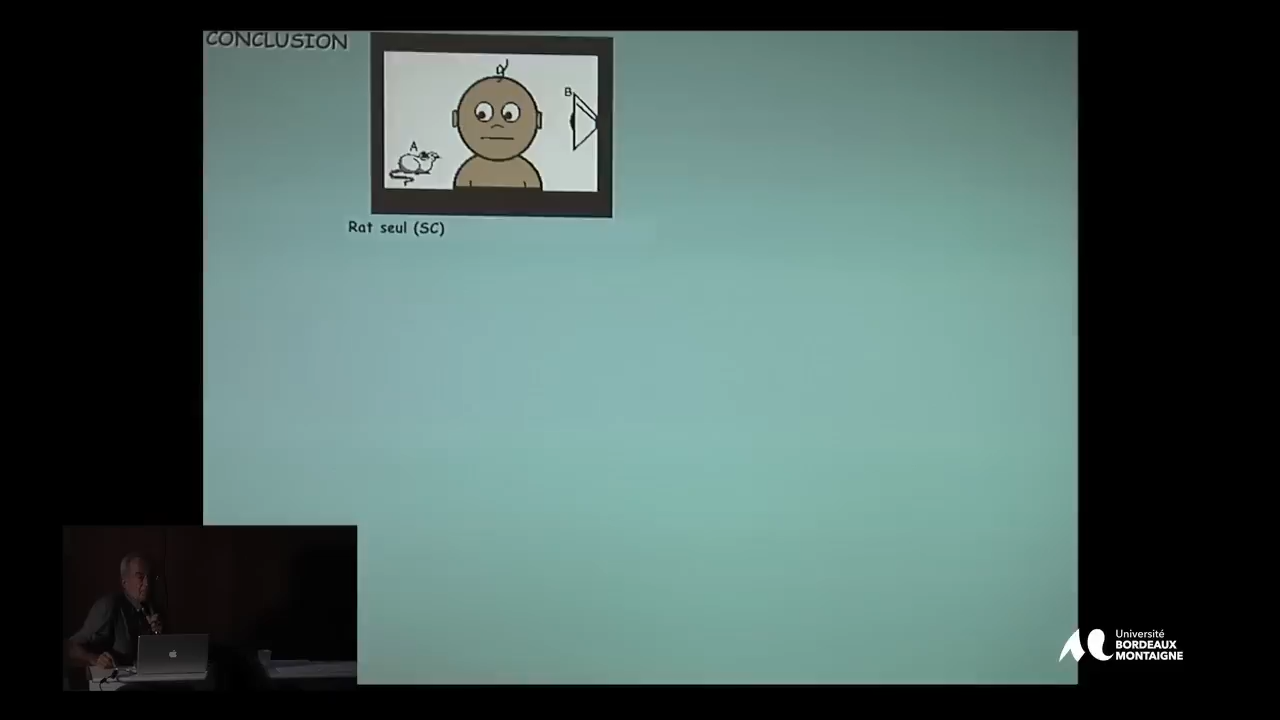 CONCLUSION
B
A
Rat seul (SC)
Université
BORDEAUX
MONTAIGNE